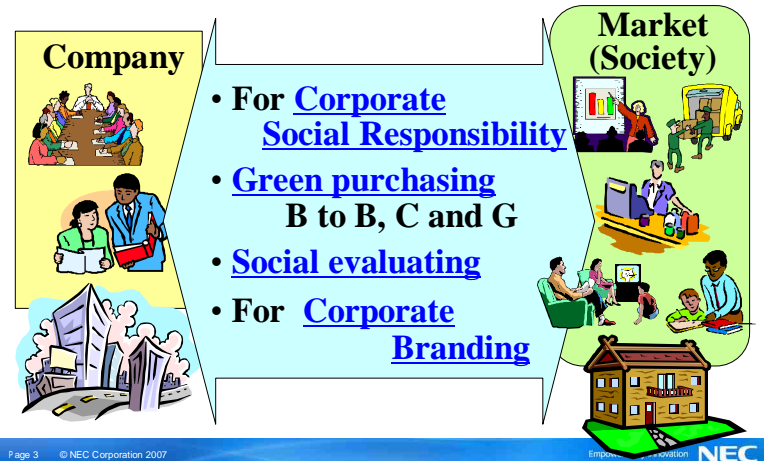 Company
Market
(Society)
• For Corporate
Social Responsibility
• Green purchasing
B to B, C and G
• Social evaluating
• For Corporate
Branding
Page 3 © NEC Corporation 2007
NEC